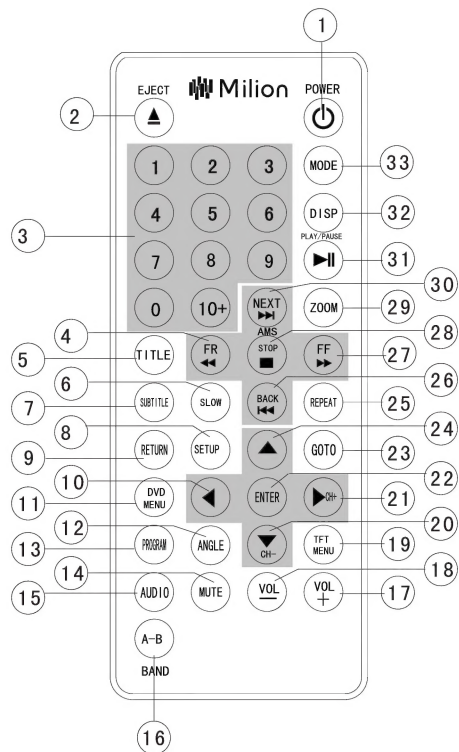 1
EJECT Milion POWER
2
1 2 3 MODE 33
4 5 6 DISP 32
3
PLAY/PAUSE
7 8 9 31
0 10+ NEXT ZOOM 30
29
AMS
4 FR STOP FF 28
5 TITLE 27
6 26
7 SUBTITLE SLOW BACK REPEAT 25
8 24
9 RETURN SETUP GOTO 23
10 22
11 DVD MENU ENTER CH+ 21
12 20
13 PROGRAM ANGLE CH- TFT MENU 19
14 18
15 AUDIO MUTE VOL VOL + 17
A-B
BAND
16